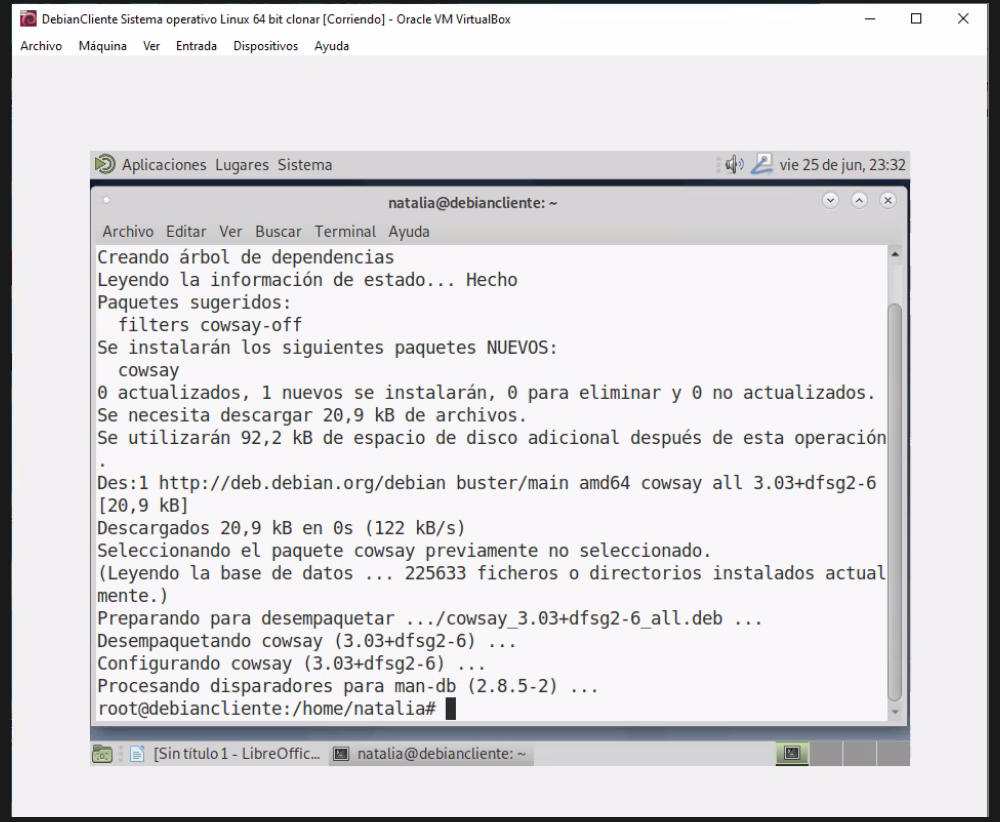 DebianCliente Sistema operativo Linux 64 bit clonar [Corriendo] - Oracle VM VirtualBox
Archivo Máquina Ver Entrada Dispositivos Ayuda
Aplicaciones Lugares Sistema vie 25 de jun, 23:32
natalia@debiancliente: ~
Archivo Editar Ver Buscar Terminal Ayuda
Creando árbol de dependencias
Leyendo la información de estado... Hecho
Paquetes sugeridos:
  filters cowsay-off
Se instalarán los siguientes paquetes NUEVOS:
  cowsay
0 actualizados, 1 nuevos se instalarán, 0 para eliminar y 0 no actualizados.
Se necesita descargar 20,9 kB de archivos.
Se utilizarán 92,2 kB de espacio de disco adicional después de esta operación
.
Des:1 http://deb.debian.org/debian buster/main amd64 cowsay all 3.03+dfsg2-6
[20,9 kB]
Descargados 20,9 kB en 0s (122 kB/s)
Seleccionando el paquete cowsay previamente no seleccionado.
(Leyendo la base de datos ... 225633 ficheros o directorios instalados actual
mente.)
Preparando para desempaquetar .../cowsay_3.03+dfsg2-6_all.deb ...
Desempaquetando cowsay (3.03+dfsg2-6) ...
Configurando cowsay (3.03+dfsg2-6) ...
Procesando disparadores para man-db (2.8.5-2) ...
root@debiancliente:/home/natalia#
[Sin título 1 - LibreOffic... natalia@debiancliente: ~